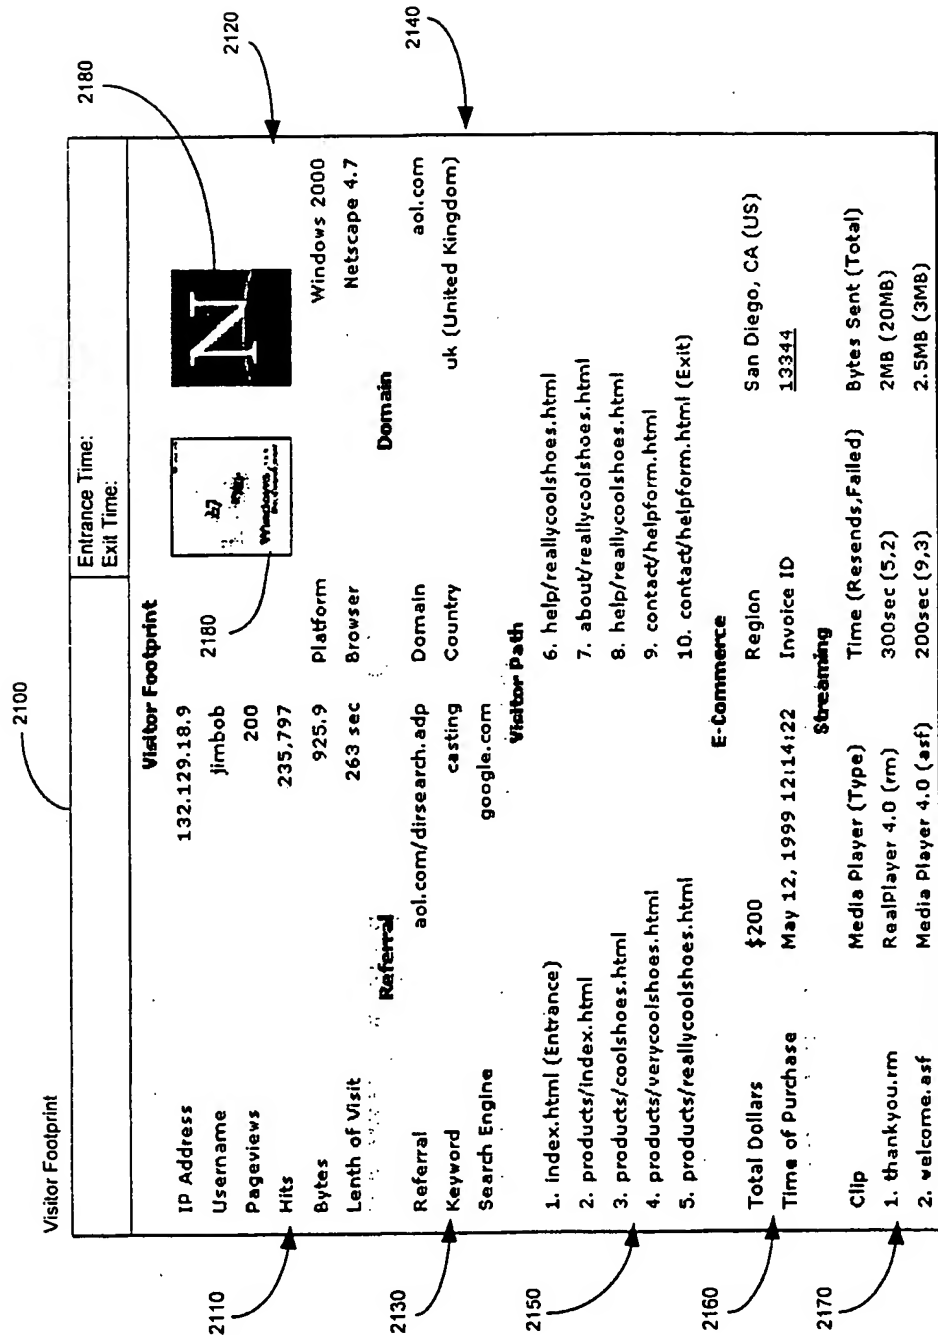 Visitor Footprint
2100
Entrance Time:
Exit Time:
Visitor Footprint
IP Address 132.129.18.9
Username jimbob
Pageviews 200
Hits 235,797
Bytes 925.9 Platform Windows 2000
Lenth of Visit 263 sec Browser Netscape 4.7
2180
2180
Windows
N
2110
2120
Referral Domain
Referral aol.com/dirsearch.adp Domain aol.com
Keyword casting Country uk (United Kingdom)
Search Engine google.com
2130
2140
Visitor Path
1. index.html (Entrance) 6. help/reallycoolshoes.html
2. products/index.html 7. about/reallycoolshoes.html
3. products/coolshoes.html 8. help/reallycoolshoes.html
4. products/verycoolshoes.html 9. contact/helpform.html
5. products/reallycoolshoes.html 10. contact/helpform.html (Exit)
2150
E-Commerce
Total Dollars $200 Region San Diego, CA (US)
Time of Purchase May 12, 1999 12:14:22 Invoice ID 13344
2160
Streaming
Clip Media Player (Type) Time (Resends,Failed) Bytes Sent (Total)
1. thankyou.rm RealPlayer 4.0 (rm) 300sec (5,2) 2MB (20MB)
2. welcome.asf Media Player 4.0 (asf) 200sec (9,3) 2.5MB (3MB)
2170